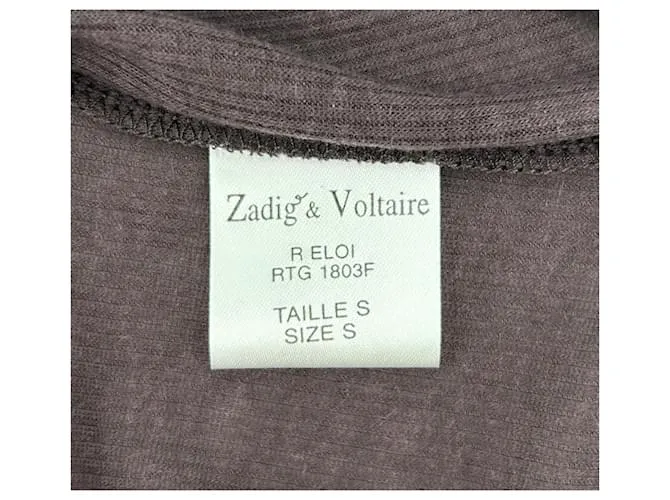 Zadig & Voltaire
R ELOI
RTG 1803F
TAILLE S
SIZE S